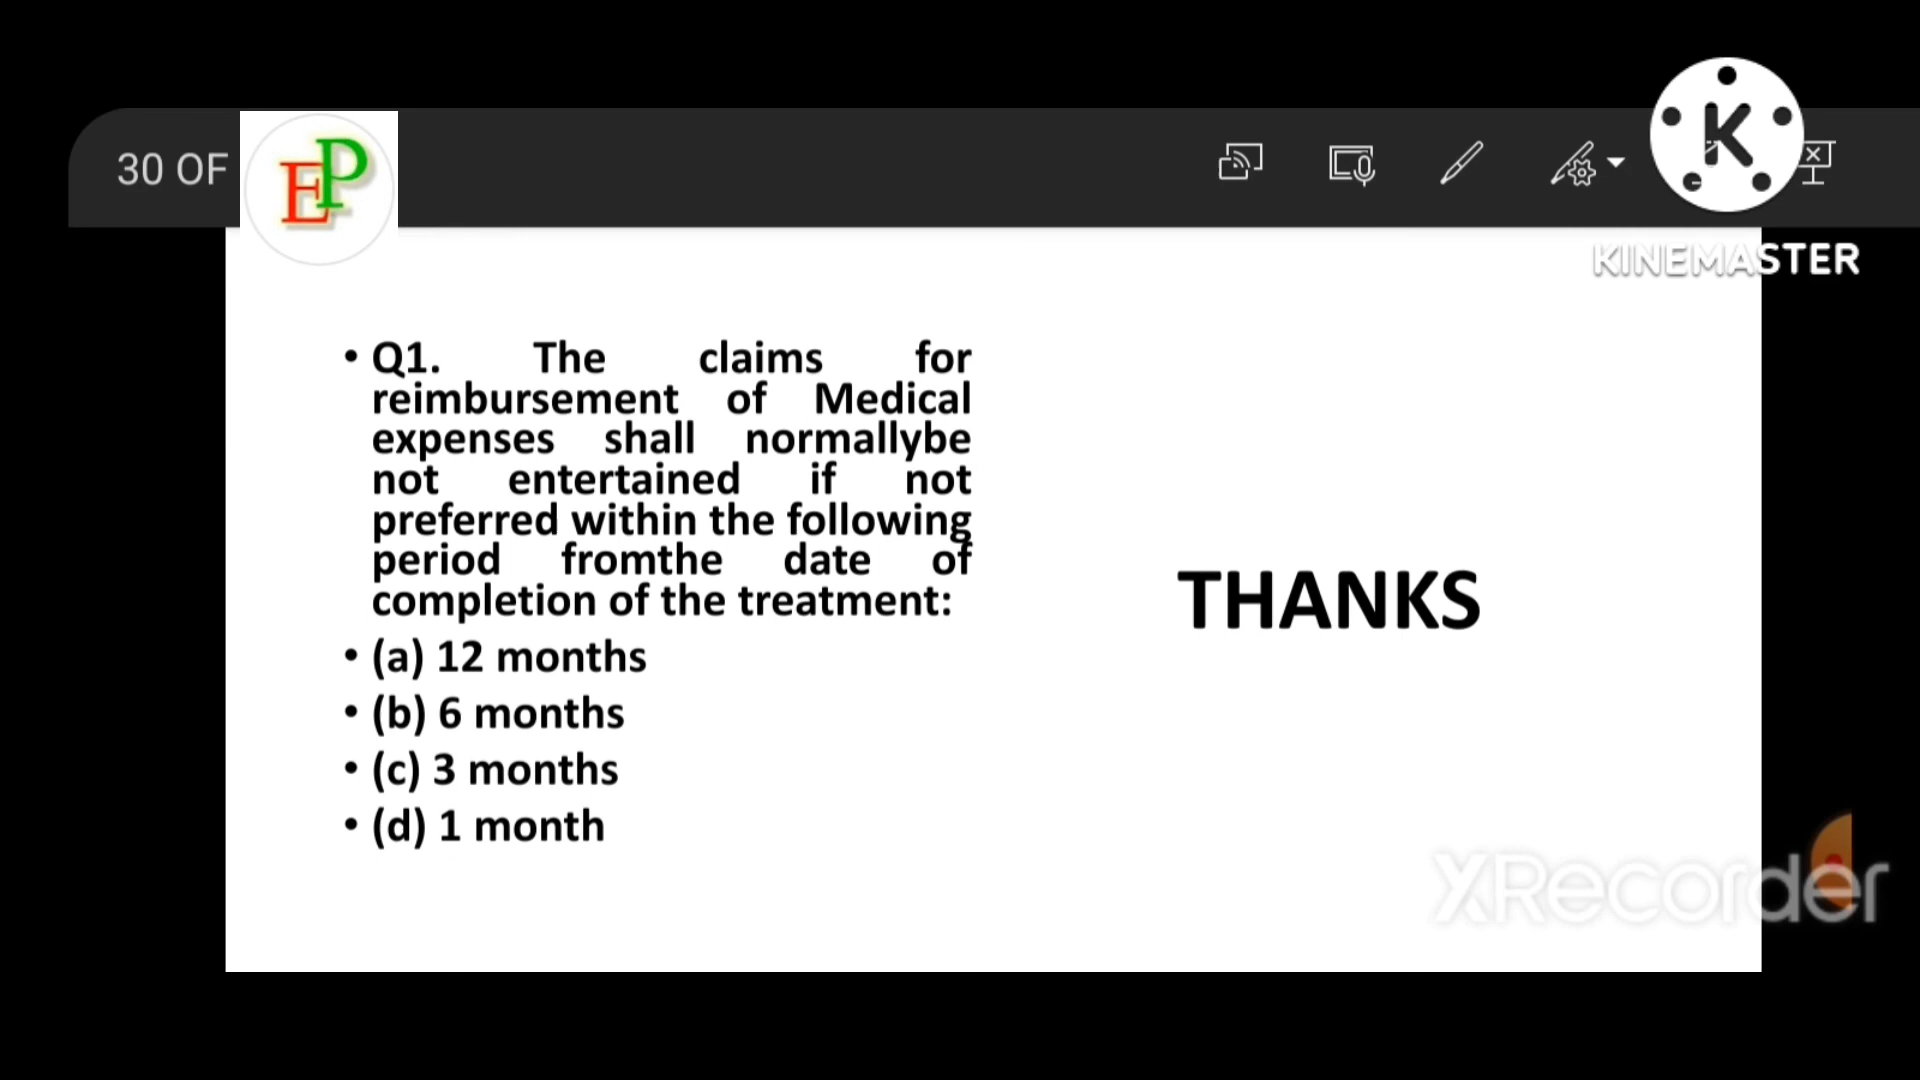 30 OF
EP
K
KINEMASTER
• Q1. The claims for
reimbursement of Medical
expenses shall normallybe
not entertained if not
preferred within the following
period fromthe date of
completion of the treatment:
• (a) 12 months
• (b) 6 months
• (c) 3 months
• (d) 1 month
THANKS
XRecorder